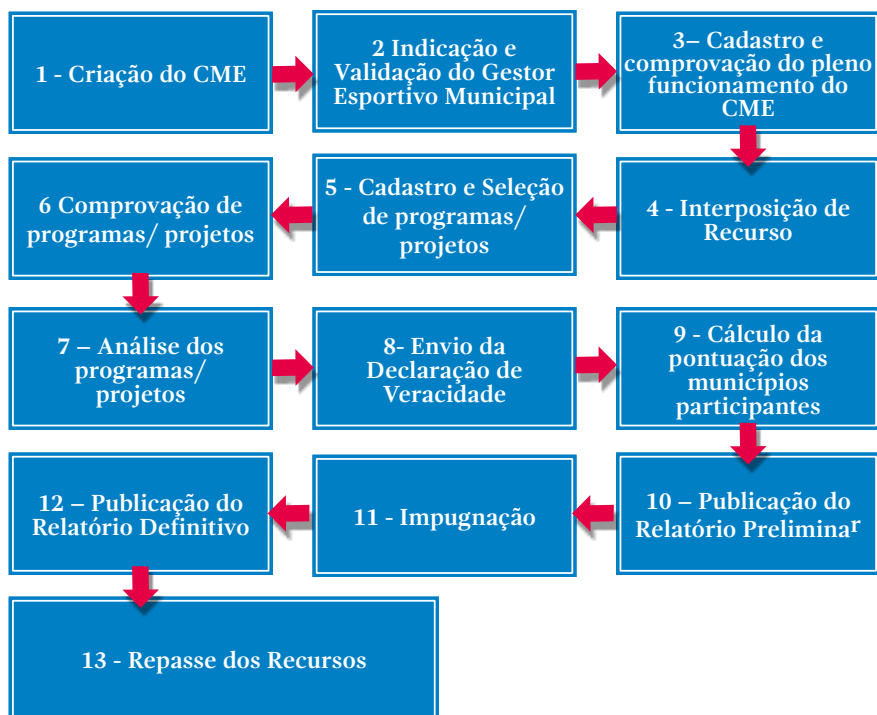 1 - Criação do CME
2 Indicação e
Validação do Gestor
Esportivo Municipal
3– Cadastro e
comprovação do pleno
funcionamento do
CME
4 - Interposição de
Recurso
5 - Cadastro e Seleção
de programas/
projetos
6 Comprovação de
programas/ projetos
7 – Análise dos
programas/
projetos
8- Envio da
Declaração de
Veracidade
9 - Cálculo da
pontuação dos
municípios
participantes
10 – Publicação do
Relatório Preliminar
11 - Impugnação
12 – Publicação do
Relatório Definitivo
13 - Repasse dos Recursos